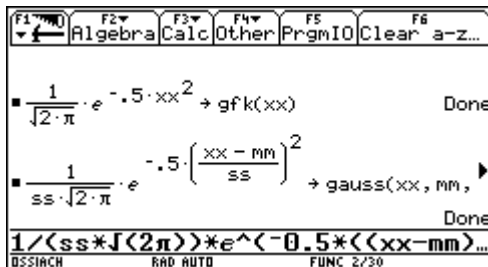 F1▼ F2▼ Algebra F3▼ Calc F4▼ Other F5 PrgmIO F6 Clear a-z…
▪ 1/√(2·π) · e^(-.5·xx²) → gfk(xx) Done
▪ 1/(ss·√(2·π)) · e^(-.5·((xx - mm)/ss)²) → gauss(xx, mm, ▶
Done
1/(ss*√(2π))*e^(⁻0.5*((xx-mm)…
OSSIACH RAD AUTO FUNC 2/30